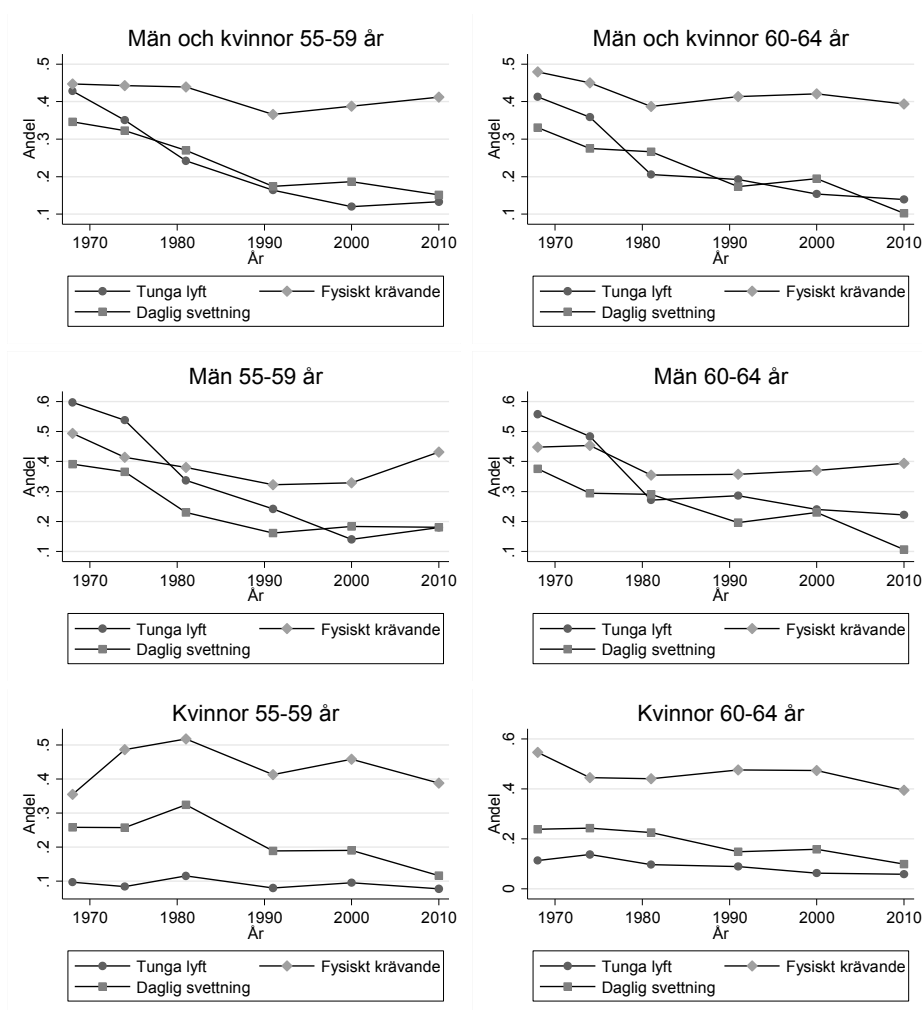 Män och kvinnor 55-59 år
Andel
.5
.4
.3
.2
.1
1970 1980 1990 2000 2010
År
Tunga lyft Fysiskt krävande
Daglig svettning
Män och kvinnor 60-64 år
Andel
.5
.4
.3
.2
.1
1970 1980 1990 2000 2010
År
Tunga lyft Fysiskt krävande
Daglig svettning
Män 55-59 år
Andel
.6
.5
.4
.3
.2
.1
1970 1980 1990 2000 2010
År
Tunga lyft Fysiskt krävande
Daglig svettning
Män 60-64 år
Andel
.6
.5
.4
.3
.2
.1
1970 1980 1990 2000 2010
År
Tunga lyft Fysiskt krävande
Daglig svettning
Kvinnor 55-59 år
Andel
.5
.4
.3
.2
.1
1970 1980 1990 2000 2010
År
Tunga lyft Fysiskt krävande
Daglig svettning
Kvinnor 60-64 år
Andel
.6
.4
.2
0
1970 1980 1990 2000 2010
År
Tunga lyft Fysiskt krävande
Daglig svettning